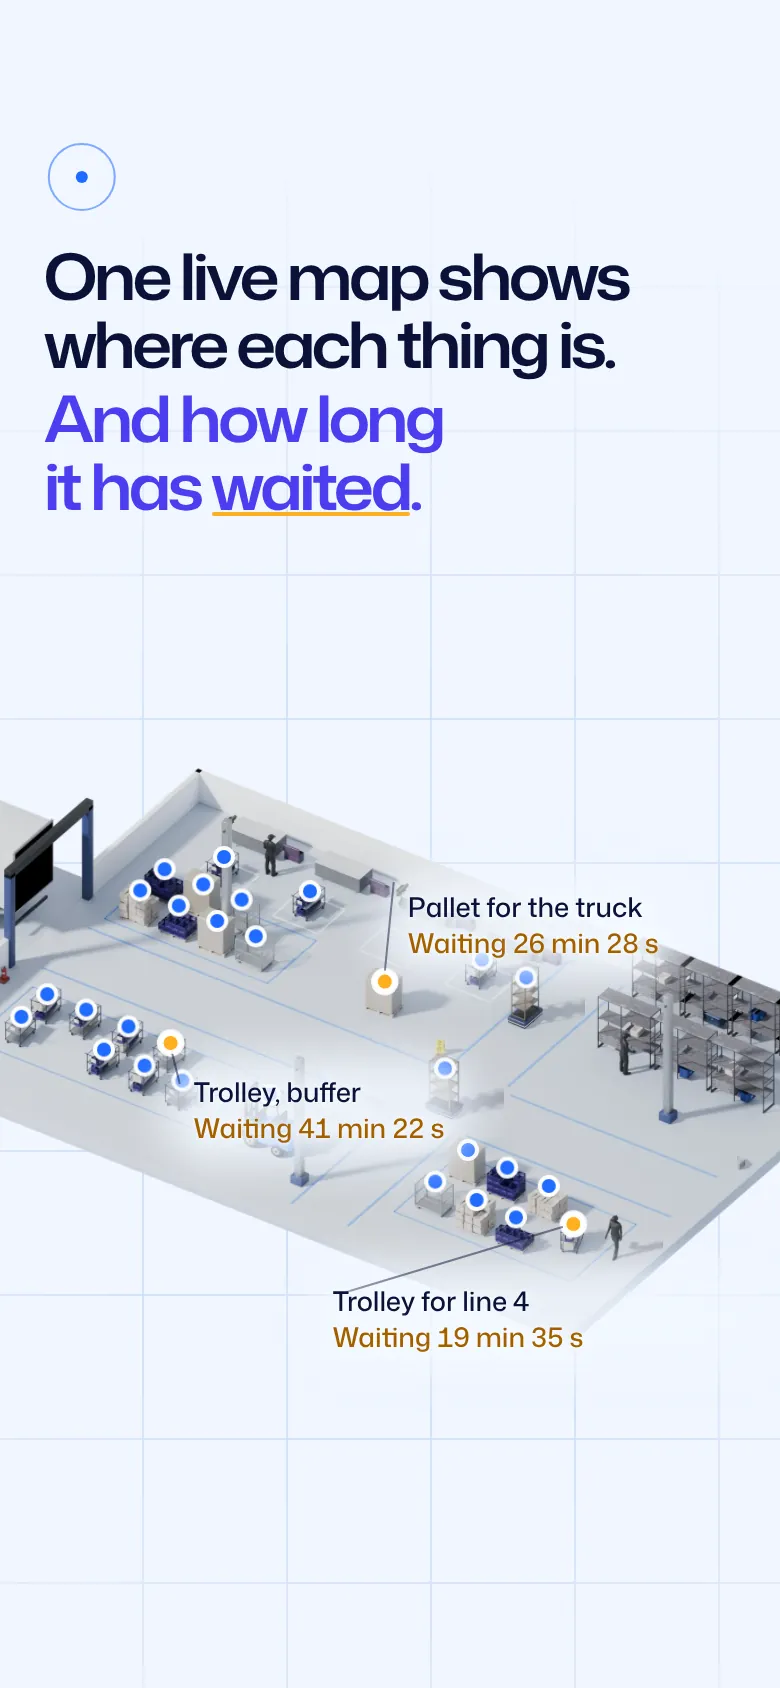 One live map shows
where each thing is.
And how long
it has waited.
Pallet for the truck
Waiting 26 min 28 s
Trolley, buffer
Waiting 41 min 22 s
Trolley for line 4
Waiting 19 min 35 s